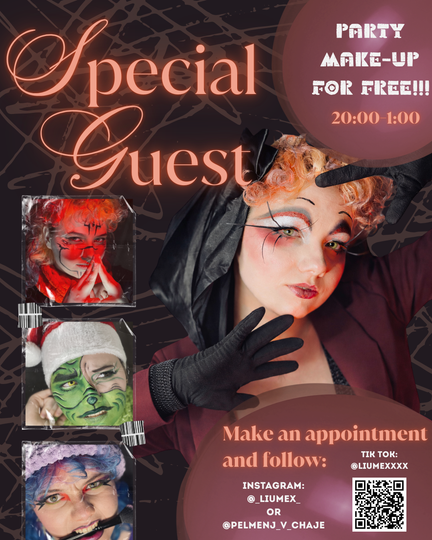 Special
Guest
PARTY
MAKE-UP
FOR FREE!!!
20:00-1:00
Make an appointment
and follow:
INSTAGRAM:
@_LIUMEX_
OR
@PELMENJ_V_CHAJE
TIK TOK:
@LIUMEXXXX